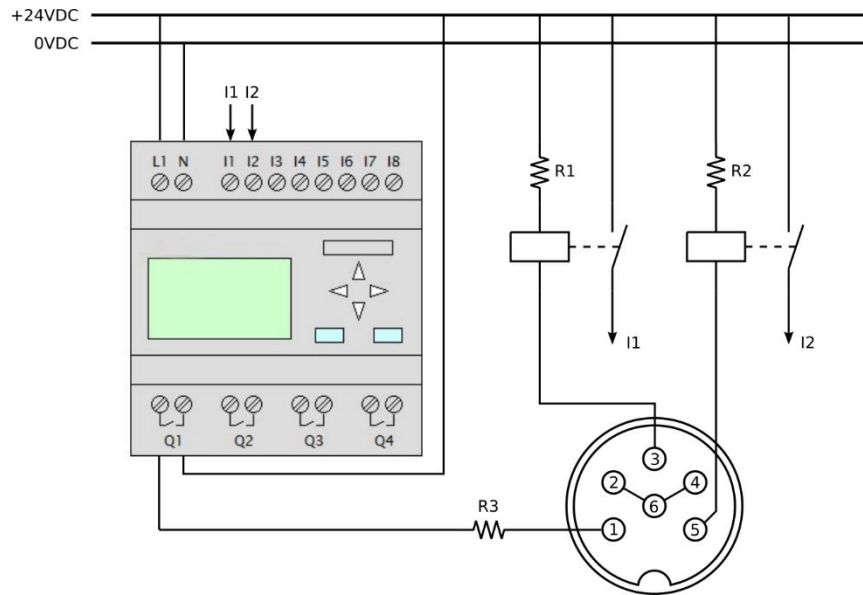 +24VDC
0VDC
I1 I2
L1 N I1 I2 I3 I4 I5 I6 I7 I8
R1
R2
I1
I2
Q1 Q2 Q3 Q4
R3
3
2 4
6
1 5